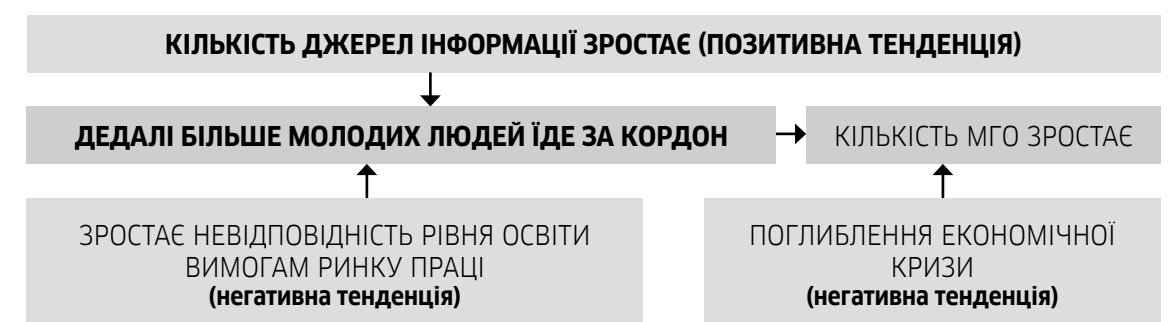 КІЛЬКІСТЬ ДЖЕРЕЛ ІНФОРМАЦІЇ ЗРОСТАЄ (ПОЗИТИВНА ТЕНДЕНЦІЯ)
ДЕДАЛІ БІЛЬШЕ МОЛОДИХ ЛЮДЕЙ ЇДЕ ЗА КОРДОН
КІЛЬКІСТЬ МГО ЗРОСТАЄ
ЗРОСТАЄ НЕВІДПОВІДНІСТЬ РІВНЯ ОСВІТИ
ВИМОГАМ РИНКУ ПРАЦІ
(негативна тенденція)
ПОГЛИБЛЕННЯ ЕКОНОМІЧНОЇ
КРИЗИ
(негативна тенденція)